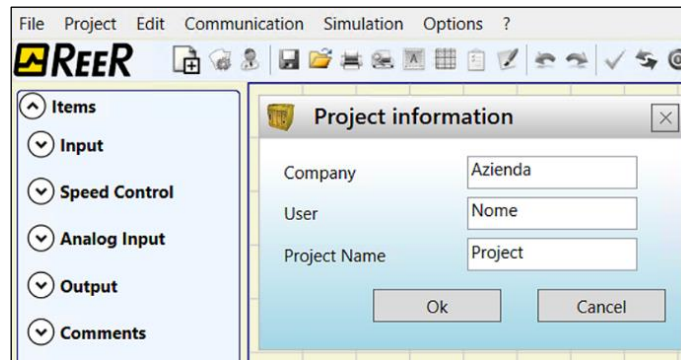 File Project Edit Communication Simulation Options ?
REER
Items
Input
Speed Control
Analog Input
Output
Comments
Project information
Company Azienda
User Nome
Project Name Project
Ok Cancel